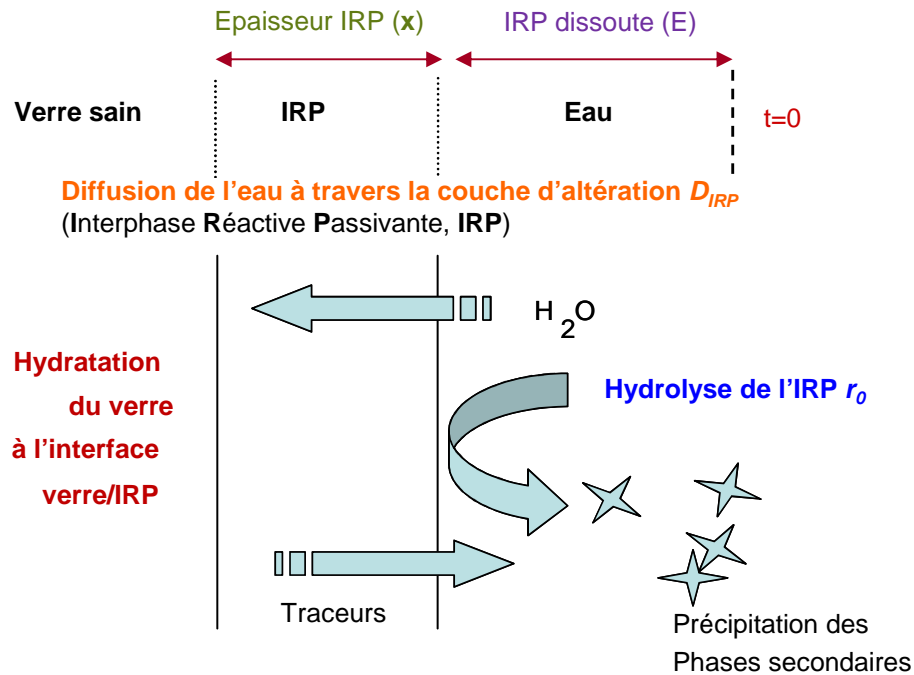 Epaisseur IRP (x)
IRP dissoute (E)
Verre sain
IRP
Eau
t=0
Diffusion de l'eau à travers la couche d'altération D_IRP
(Interphase Réactive Passivante, IRP)
H2O
Hydratation
du verre
à l'interface
verre/IRP
Hydrolyse de l'IRP r0
Traceurs
Précipitation des
Phases secondaires